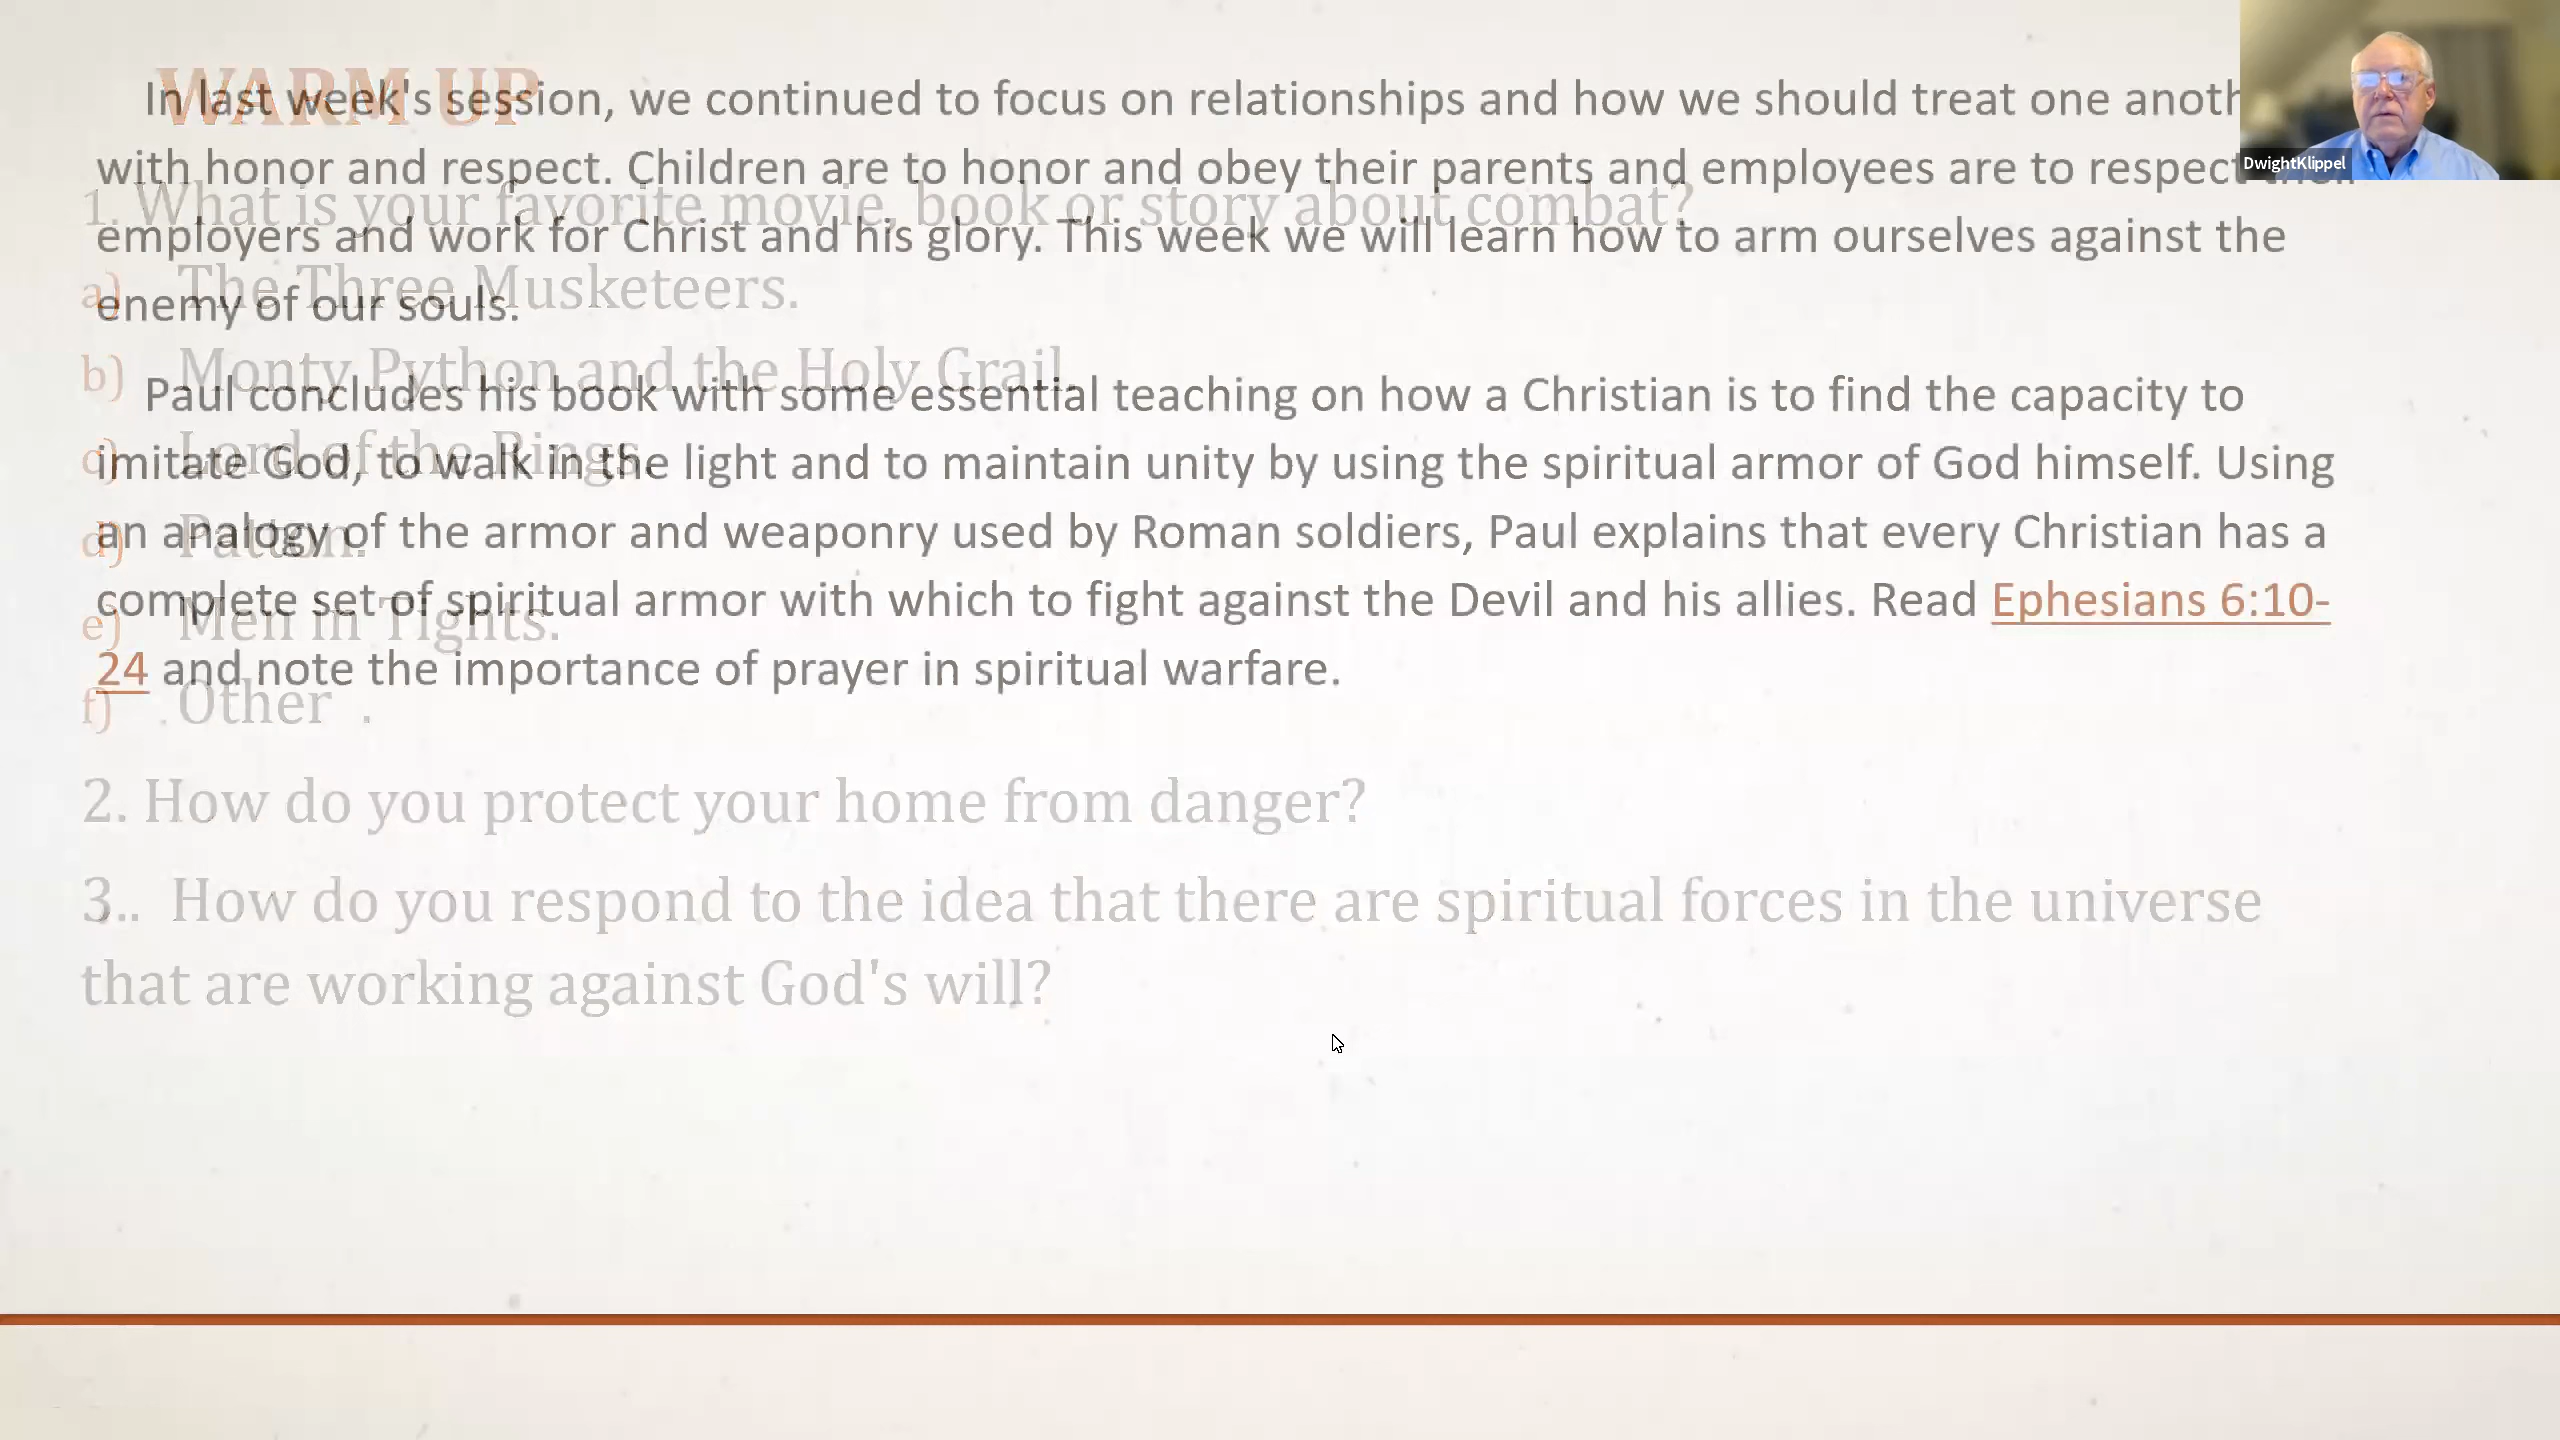 WARM UP
1. What is your favorite movie, book or story about combat?
a) The Three Musketeers.
b) Monty Python and the Holy Grail.
c) Lord of the Rings.
d) Patton.
e) Men in Tights.
f) Other .
2. How do you protect your home from danger?
3.. How do you respond to the idea that there are spiritual forces in the universe
that are working against God's will?
In last week's session, we continued to focus on relationships and how we should treat one anoth
with honor and respect. Children are to honor and obey their parents and employees are to respect their
employers and work for Christ and his glory. This week we will learn how to arm ourselves against the
enemy of our souls.
Paul concludes his book with some essential teaching on how a Christian is to find the capacity to
imitate God, to walk in the light and to maintain unity by using the spiritual armor of God himself. Using
an analogy of the armor and weaponry used by Roman soldiers, Paul explains that every Christian has a
complete set of spiritual armor with which to fight against the Devil and his allies. Read Ephesians 6:10-
24 and note the importance of prayer in spiritual warfare.
DwightKlippel